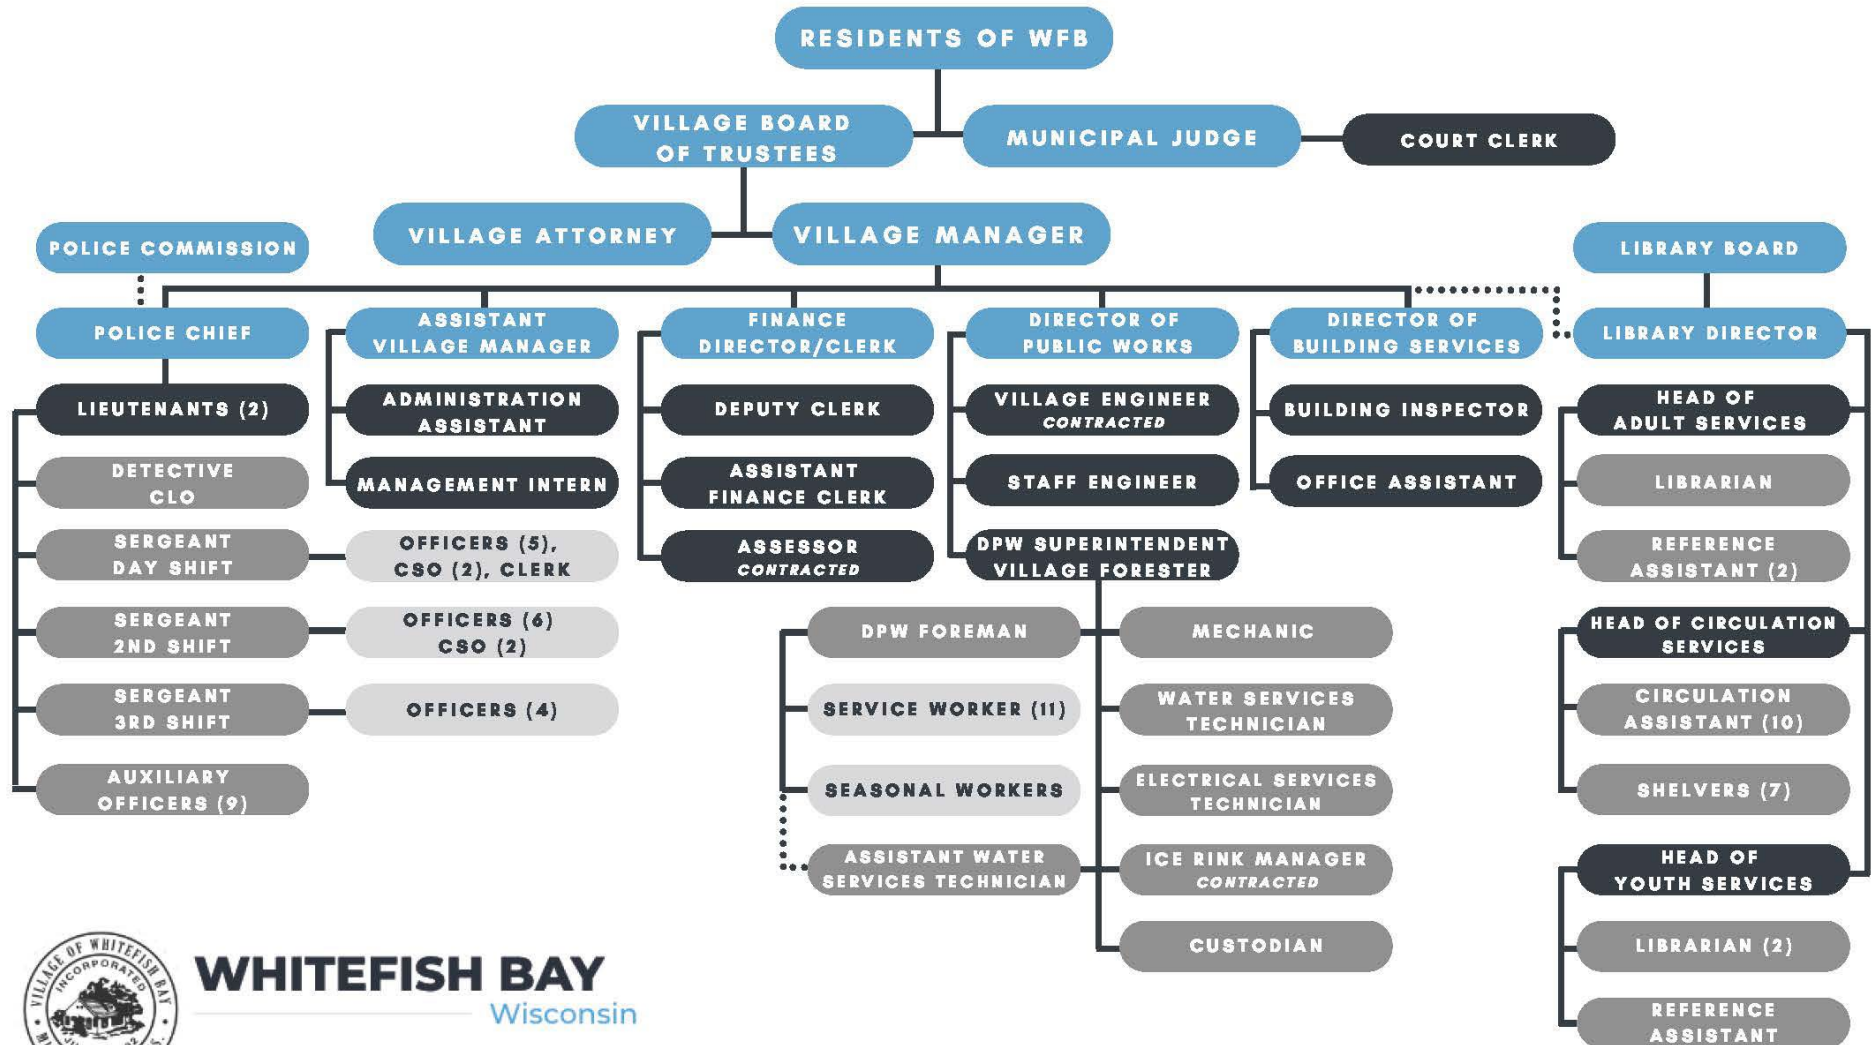 RESIDENTS OF WFB
VILLAGE BOARD
OF TRUSTEES
MUNICIPAL JUDGE
COURT CLERK
VILLAGE ATTORNEY
VILLAGE MANAGER
POLICE COMMISSION
LIBRARY BOARD
POLICE CHIEF
LIEUTENANTS (2)
DETECTIVE
CLO
SERGEANT
DAY SHIFT
OFFICERS (5),
CSO (2), CLERK
SERGEANT
2ND SHIFT
OFFICERS (6)
CSO (2)
SERGEANT
3RD SHIFT
OFFICERS (4)
AUXILIARY
OFFICERS (9)
ASSISTANT
VILLAGE MANAGER
ADMINISTRATION
ASSISTANT
MANAGEMENT INTERN
FINANCE
DIRECTOR/CLERK
DEPUTY CLERK
ASSISTANT
FINANCE CLERK
ASSESSOR
CONTRACTED
DIRECTOR OF
PUBLIC WORKS
VILLAGE ENGINEER
CONTRACTED
STAFF ENGINEER
DPW SUPERINTENDENT
VILLAGE FORESTER
DPW FOREMAN
SERVICE WORKER (11)
SEASONAL WORKERS
ASSISTANT WATER
SERVICES TECHNICIAN
MECHANIC
WATER SERVICES
TECHNICIAN
ELECTRICAL SERVICES
TECHNICIAN
ICE RINK MANAGER
CONTRACTED
CUSTODIAN
DIRECTOR OF
BUILDING SERVICES
BUILDING INSPECTOR
OFFICE ASSISTANT
LIBRARY DIRECTOR
HEAD OF
ADULT SERVICES
LIBRARIAN
REFERENCE
ASSISTANT (2)
HEAD OF CIRCULATION
SERVICES
CIRCULATION
ASSISTANT (10)
SHELVERS (7)
HEAD OF
YOUTH SERVICES
LIBRARIAN (2)
REFERENCE
ASSISTANT
VILLAGE OF WHITEFISH BAY
INCORPORATED
WHITEFISH BAY
Wisconsin